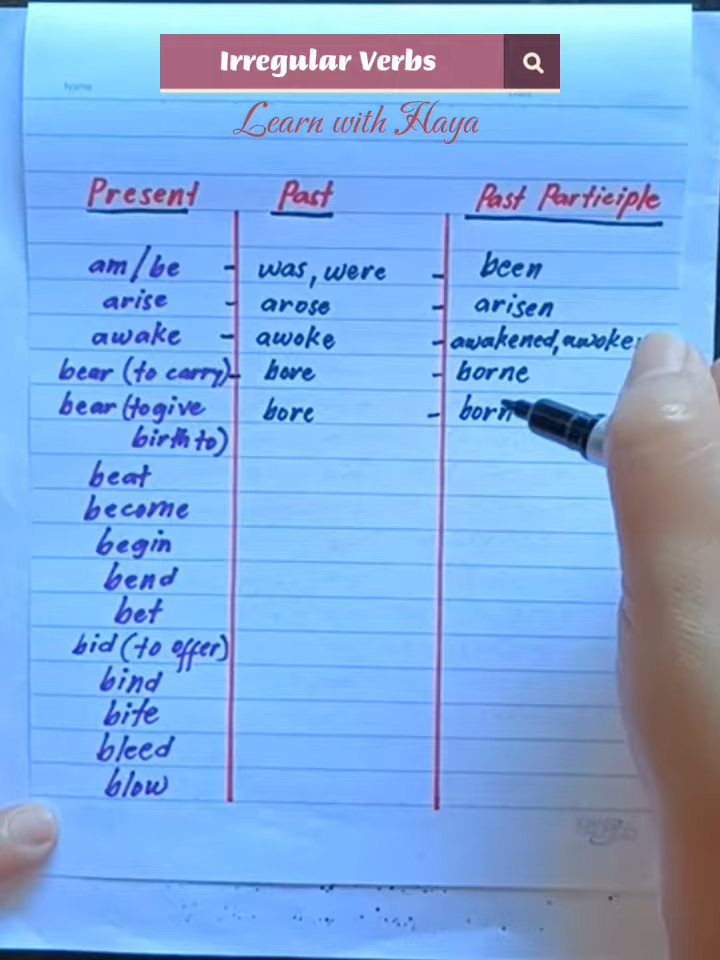 Irregular Verbs
Learn with Haya
Name
Present Past Past Participle
am/be - was, were - been
arise - arose - arisen
awake - awoke - awakened, awoken
bear (to carry) - bore - borne
bear (to give bore - born
birth to)
beat
become
begin
bend
bet
bid (to offer)
bind
bite
bleed
blow